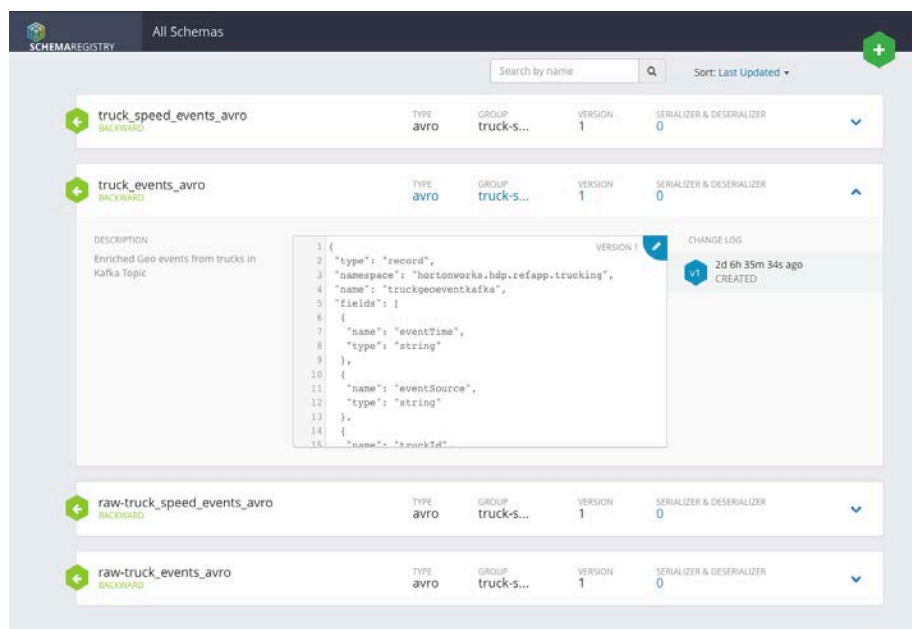 SCHEMAREGISTRY
All Schemas
+
Search by name
Sort: Last Updated
truck_speed_events_avro
BACKWARD
TYPE
avro
GROUP
truck-s...
VERSION
1
SERIALIZER & DESERIALIZER
0
truck_events_avro
BACKWARD
TYPE
avro
GROUP
truck-s...
VERSION
1
SERIALIZER & DESERIALIZER
0
DESCRIPTION
Enriched Geo events from trucks in
Kafka Topic
VERSION 1
1 {
2 "type": "record",
3 "namespace": "hortonworks.hdp.refapp.trucking",
4 "name": "truckgeoeventkafka",
5 "fields": [
6 {
7 "name": "eventTime",
8 "type": "string"
9 },
10 {
11 "name": "eventSource",
12 "type": "string"
13 },
14 {
15 "name": "truckId",
CHANGE LOG
v1
2d 6h 35m 34s ago
CREATED
raw-truck_speed_events_avro
BACKWARD
TYPE
avro
GROUP
truck-s...
VERSION
1
SERIALIZER & DESERIALIZER
0
raw-truck_events_avro
BACKWARD
TYPE
avro
GROUP
truck-s...
VERSION
1
SERIALIZER & DESERIALIZER
0